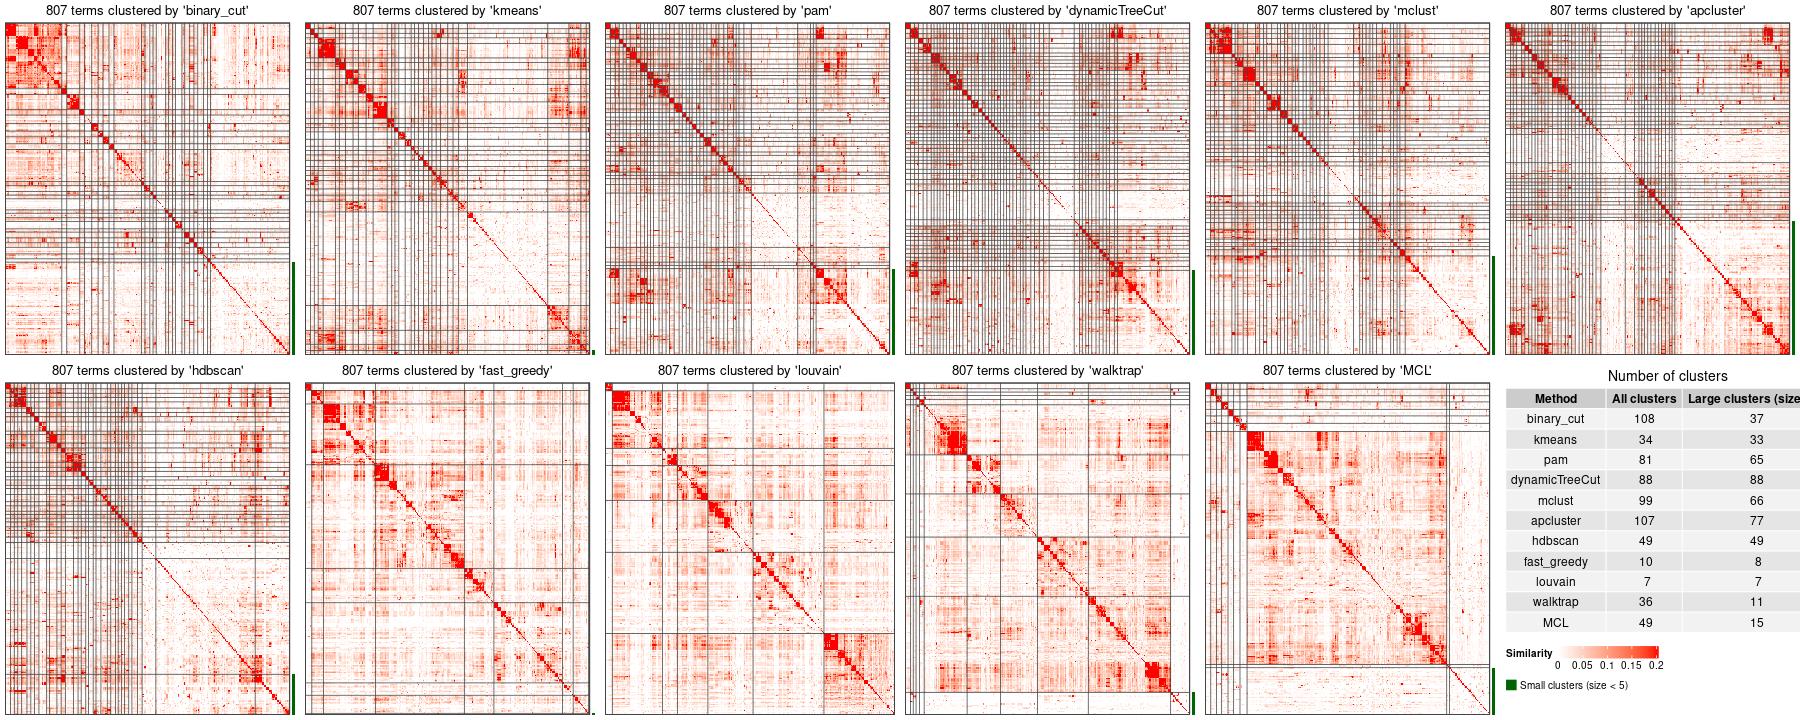 807 terms clustered by 'binary_cut'
807 terms clustered by 'kmeans'
807 terms clustered by 'pam'
807 terms clustered by 'dynamicTreeCut'
807 terms clustered by 'mclust'
807 terms clustered by 'apcluster'
807 terms clustered by 'hdbscan'
807 terms clustered by 'fast_greedy'
807 terms clustered by 'louvain'
807 terms clustered by 'walktrap'
807 terms clustered by 'MCL'
Number of clusters
Method All clusters Large clusters (size
binary_cut 108 37
kmeans 34 33
pam 81 65
dynamicTreeCut 88 88
mclust 99 66
apcluster 107 77
hdbscan 49 49
fast_greedy 10 8
louvain 7 7
walktrap 36 11
MCL 49 15
Similarity
0 0.05 0.1 0.15 0.2
Small clusters (size < 5)